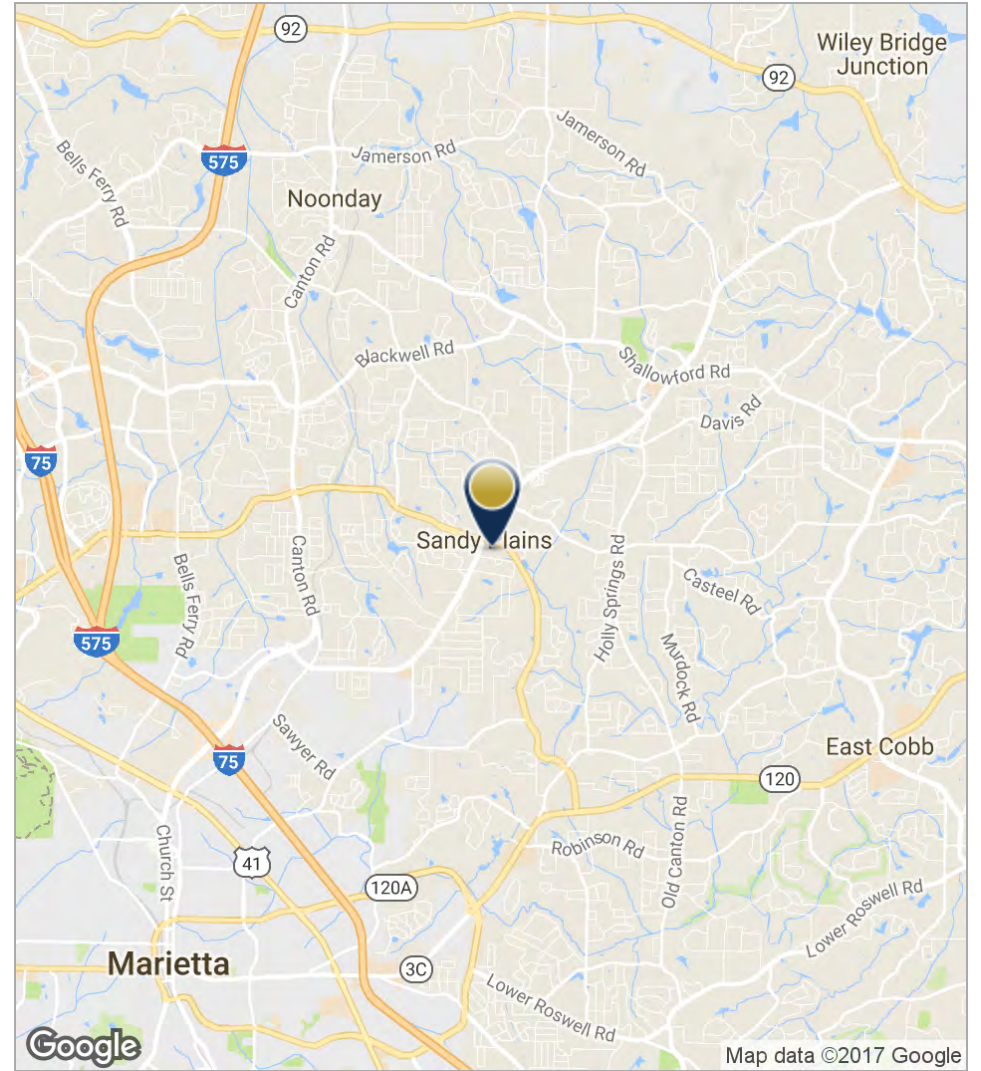 92
Wiley Bridge
Junction
92
Bells Ferry Rd
575
Jamerson Rd
Jamerson Rd
Noonday
Canton Rd
Blackwell Rd
Shallowford Rd
Davis Rd
75
Sandy lains
Canton Rd
Bells Ferry Rd
Holly Springs Rd
Casteel Rd
575
Murdock Rd
Sawyer Rd
75
East Cobb
120
Church St
41
Robinson Rd
Old Canton Rd
120A
Lower Roswell Rd
Marietta
3C
Lower Roswell Rd
Google
Map data ©2017 Google